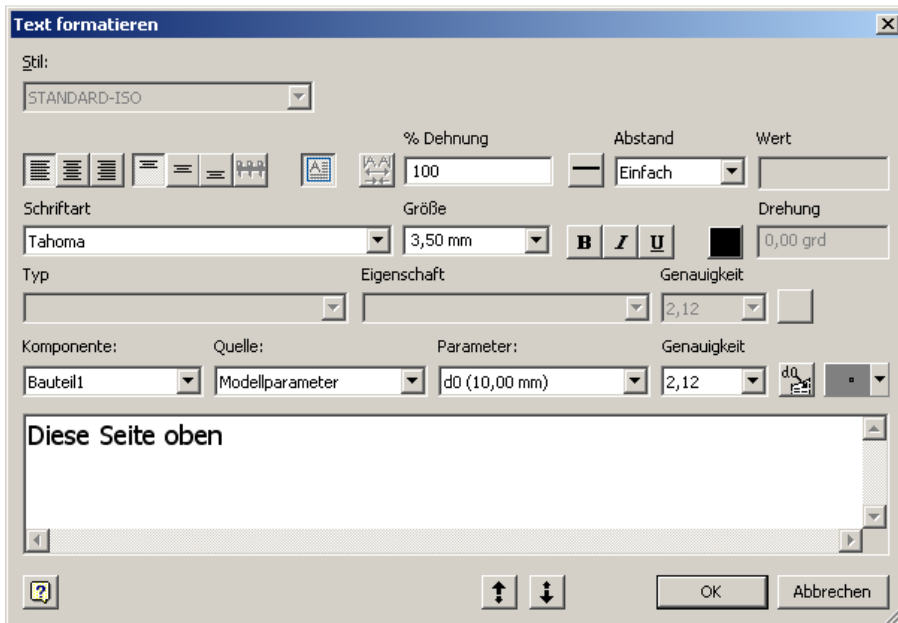 Text formatieren
Stil:
STANDARD-ISO
% Dehnung Abstand Wert
100 Einfach
Schriftart Größe Drehung
Tahoma 3,50 mm B I U 0,00 grd
Typ Eigenschaft Genauigkeit
2,12
Komponente: Quelle: Parameter: Genauigkeit
Bauteil1 Modellparameter d0 (10,00 mm) 2,12
Diese Seite oben
OK Abbrechen